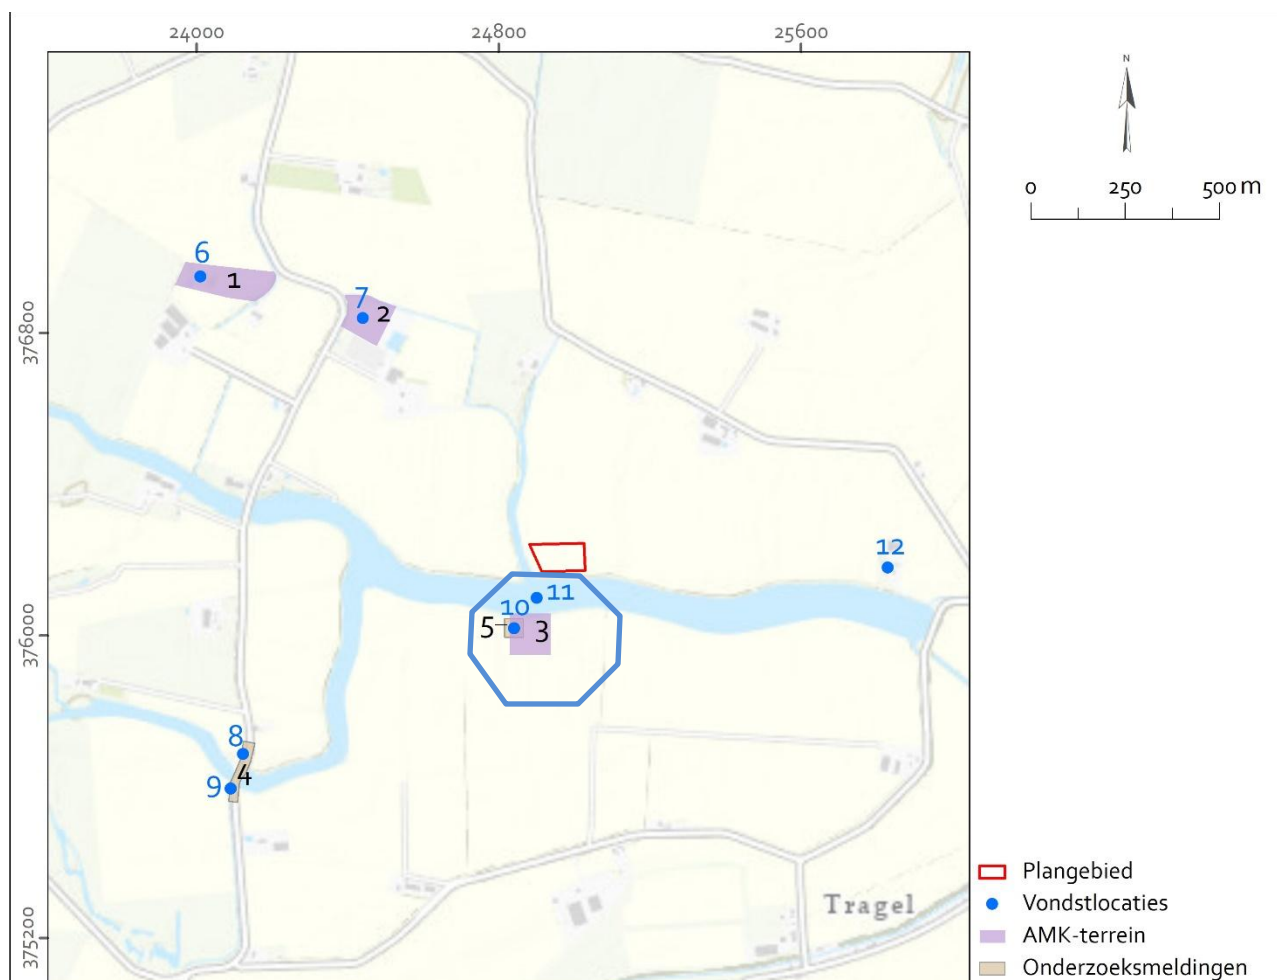 24000 24800 25600
N
0 250 500 m
6
1
7
2
376800
12
11
10
5
3
376000
8
4
9
Plangebied
Tragel
Vondstlocaties
AMK-terrein
375200
Onderzoeksmeldingen